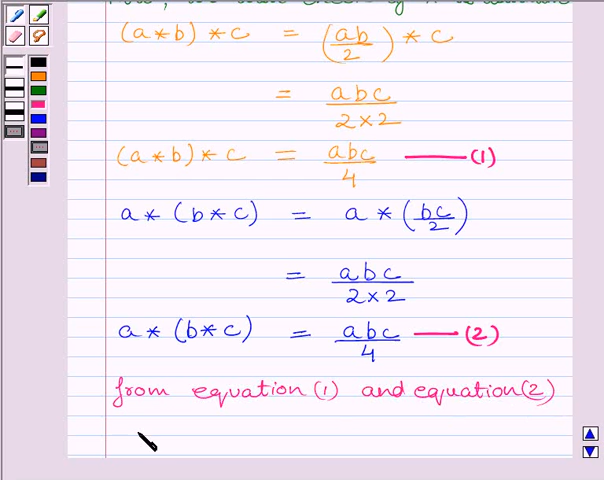 (a * b) * c = (ab/2) * c
= abc/2×2
(a * b) * c = abc/4 —— (1)
a * (b * c) = a * (bc/2)
= abc/2×2
a * (b * c) = abc/4 —— (2)
from equation (1) and equation (2)